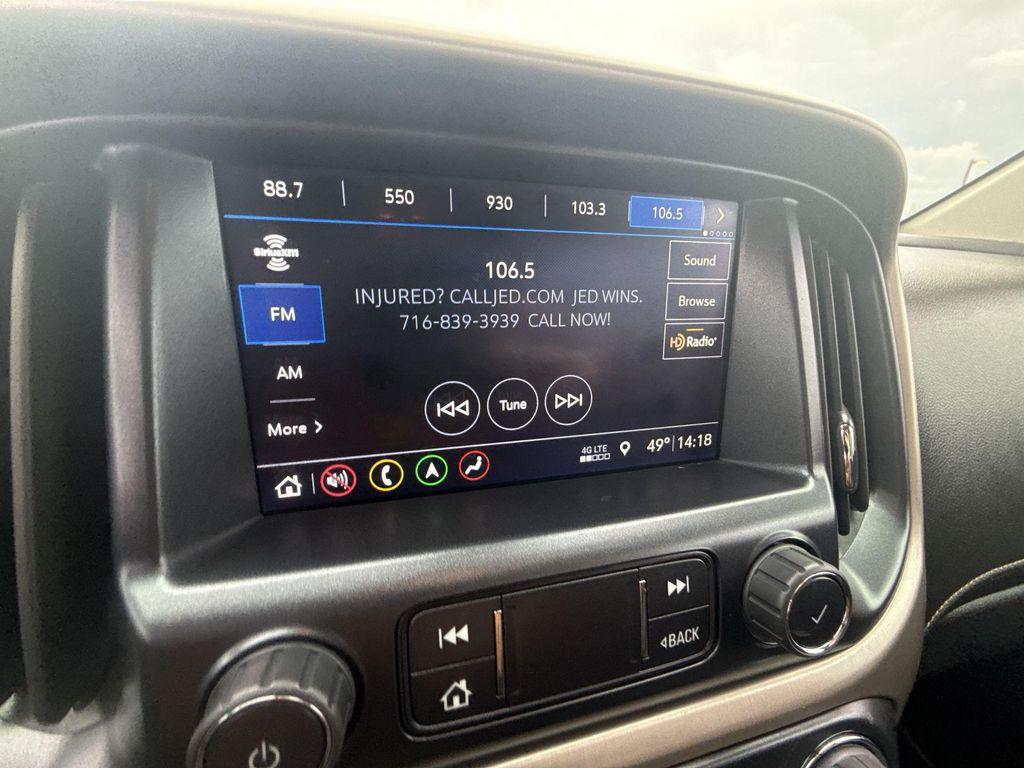 88.7 550 930 103.3 106.5
SiriusXM
FM
AM
More
106.5
INJURED? CALLJED.COM JED WINS.
716-839-3939 CALL NOW!
Sound
Browse
HD Radio
Tune
4G LTE
49° 14:18
BACK